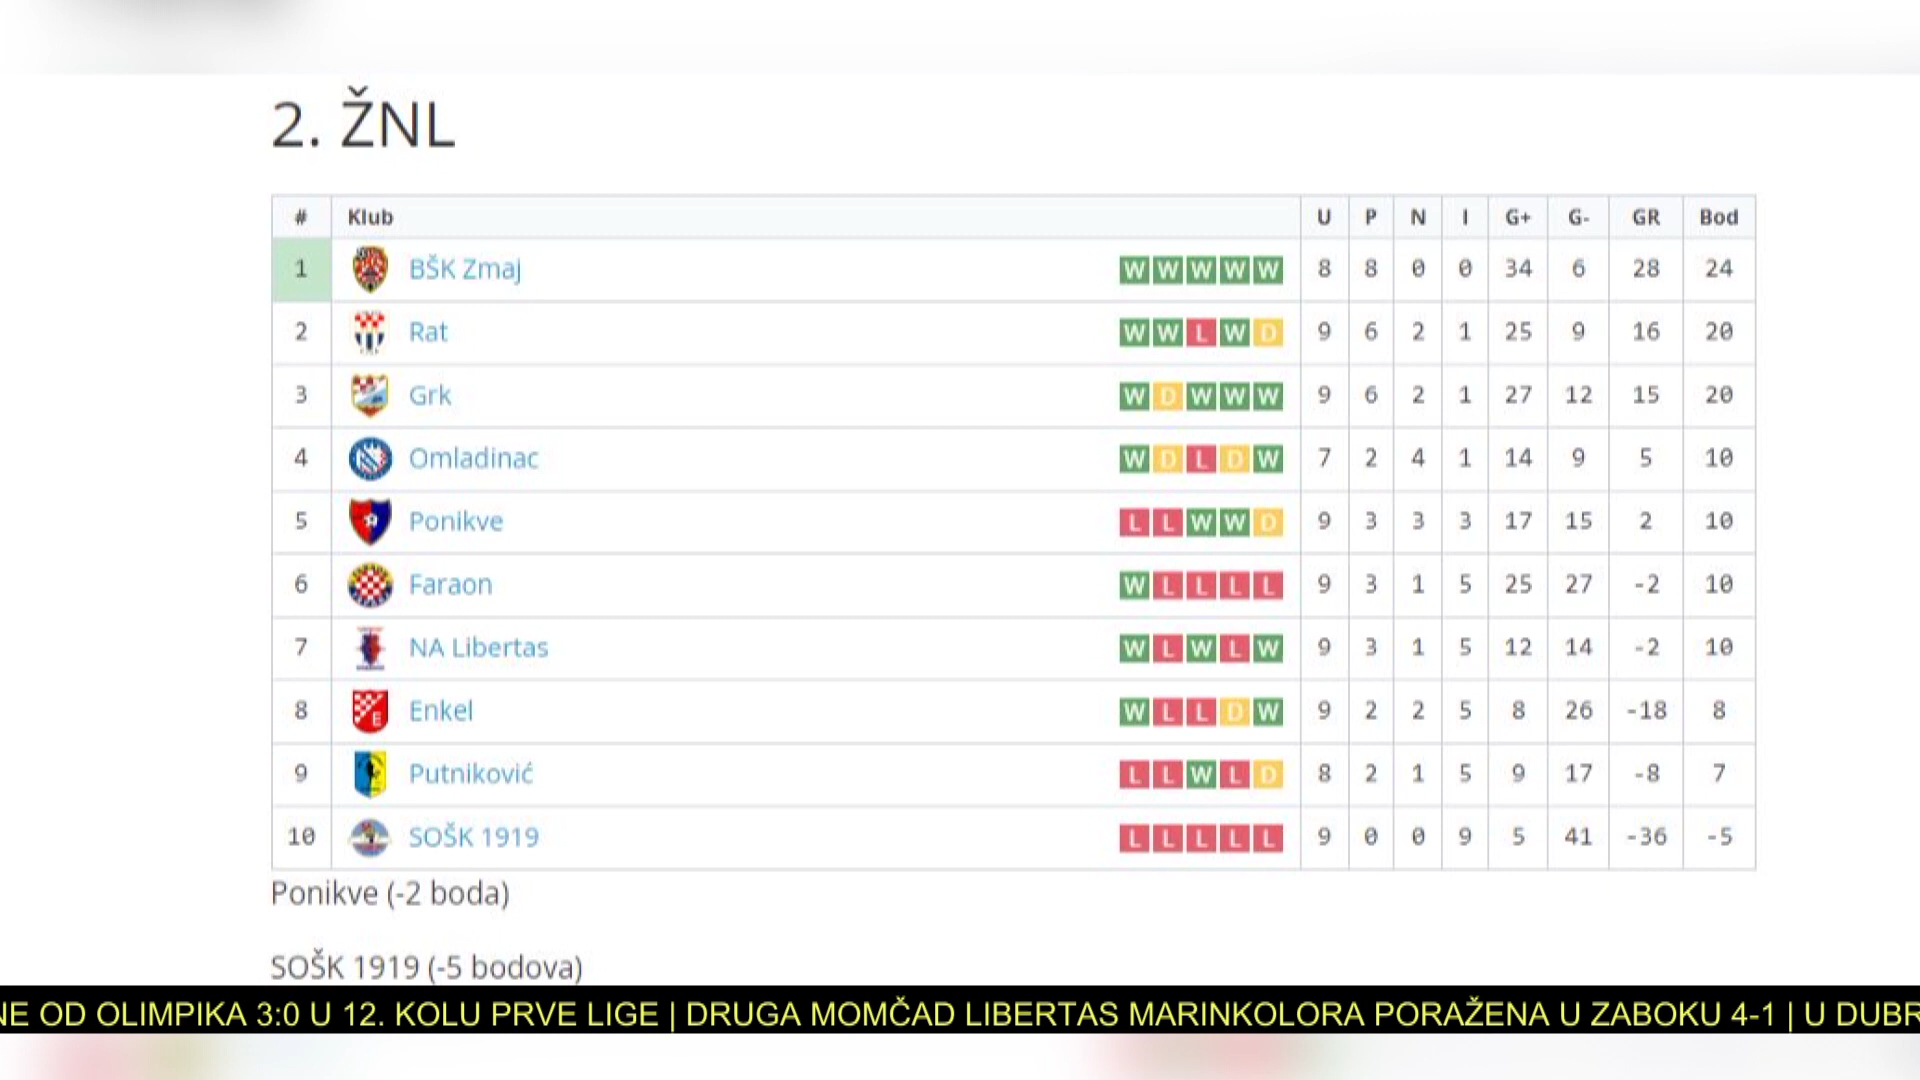 2. ŽNL
# Klub U P N I G+ G- GR Bod
1 BŠK Zmaj W W W W W 8 8 0 0 34 6 28 24
2 Rat W W L W D 9 6 2 1 25 9 16 20
3 Grk W D W W W 9 6 2 1 27 12 15 20
4 Omladinac W D L D W 7 2 4 1 14 9 5 10
5 Ponikve L L W W D 9 3 3 3 17 15 2 10
6 Faraon W L L L L 9 3 1 5 25 27 -2 10
7 NA Libertas W L W L W 9 3 1 5 12 14 -2 10
8 Enkel W L L D W 9 2 2 5 8 26 -18 8
9 Putniković L L W L D 8 2 1 5 9 17 -8 7
10 SOŠK 1919 L L L L L 9 0 0 9 5 41 -36 -5
Ponikve (-2 boda)
SOŠK 1919 (-5 bodova)
NE OD OLIMPIKA 3:0 U 12. KOLU PRVE LIGE | DRUGA MOMČAD LIBERTAS MARINKOLORA PORAŽENA U ZABOKU 4-1 | U DUBR